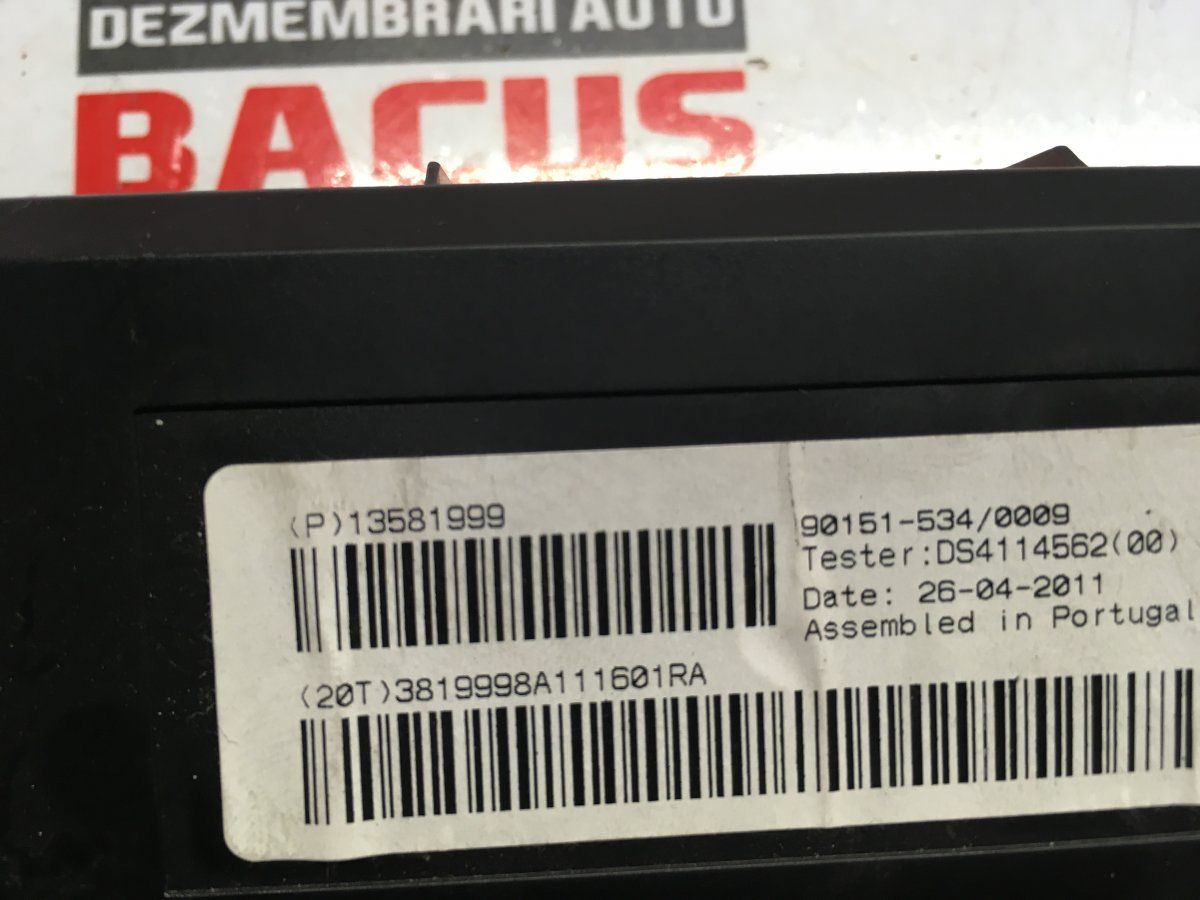 DEZMEMBRARI AUTO
BACUS
(P)13581999
90151-534/0009
Tester:DS4114562(00)
Date: 26-04-2011
Assembled in Portugal
(20T)3819998A111601RA